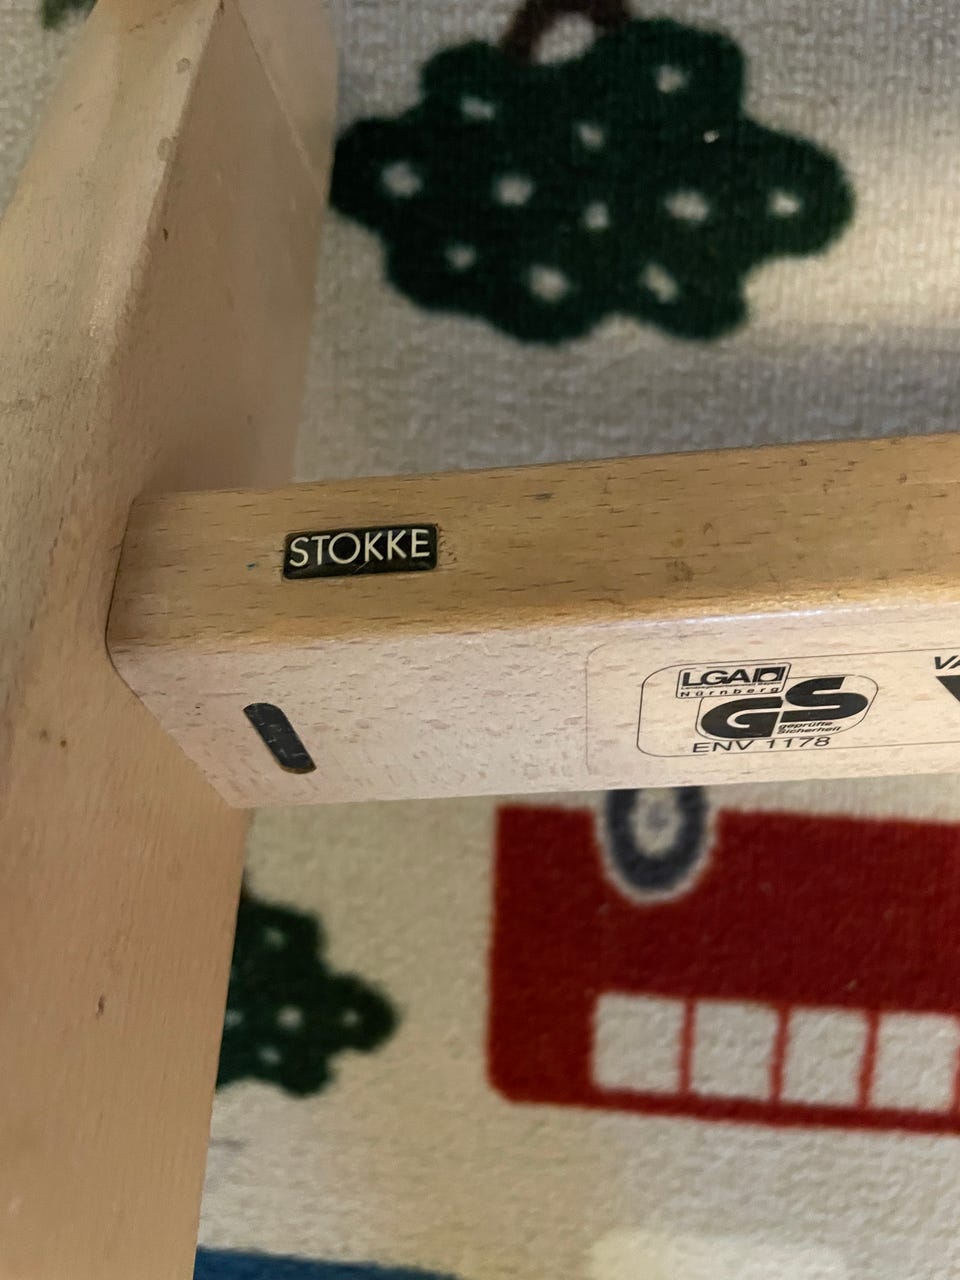 STOKKE
LGA
Nürnberg
GS
geprüfte
Sicherheit
ENV 1178